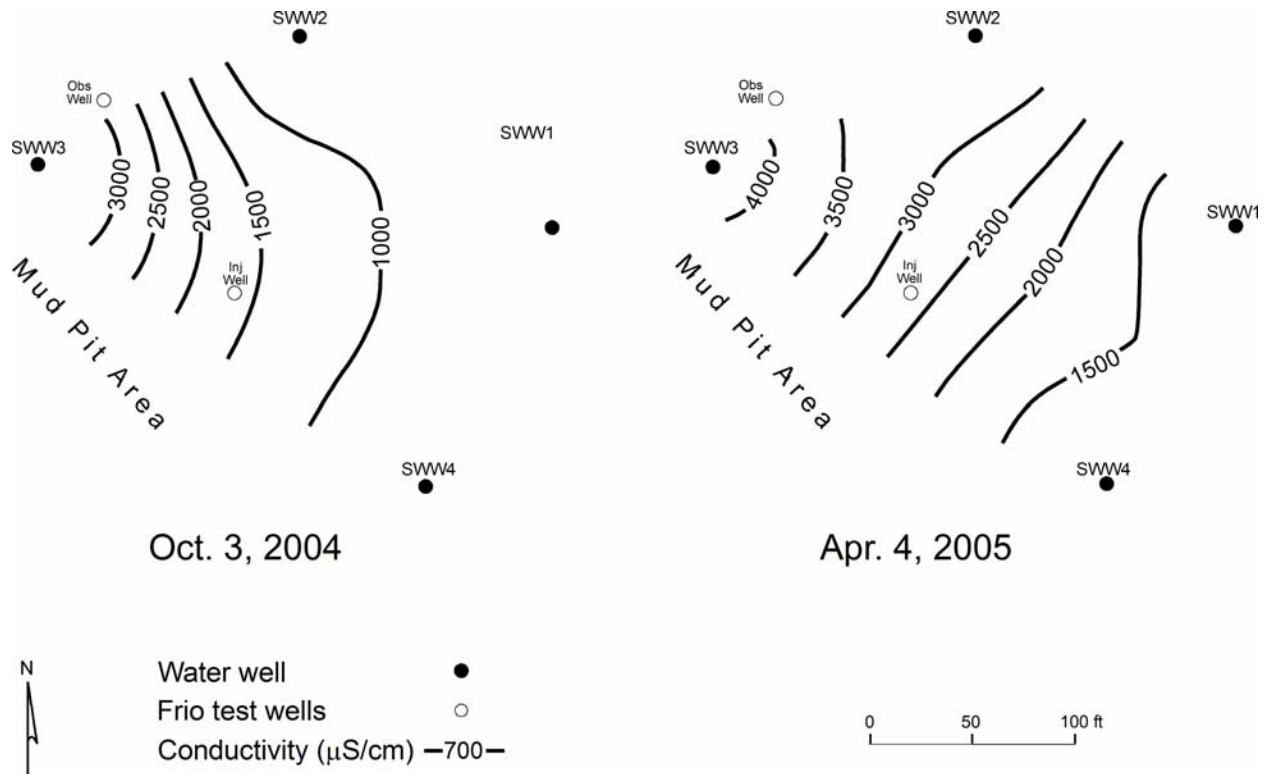 SWW2
Obs
Well
SWW1
SWW3
3000
2500
2000
1500
1000
Inj
Well
Mud Pit Area
SWW4
Oct. 3, 2004
SWW2
Obs
Well
SWW3
4000
3500
3000
2500
2000
1500
SWW1
Inj
Well
Mud Pit Area
SWW4
Apr. 4, 2005
N
Water well
Frio test wells
Conductivity (μS/cm) 700
0 50 100 ft